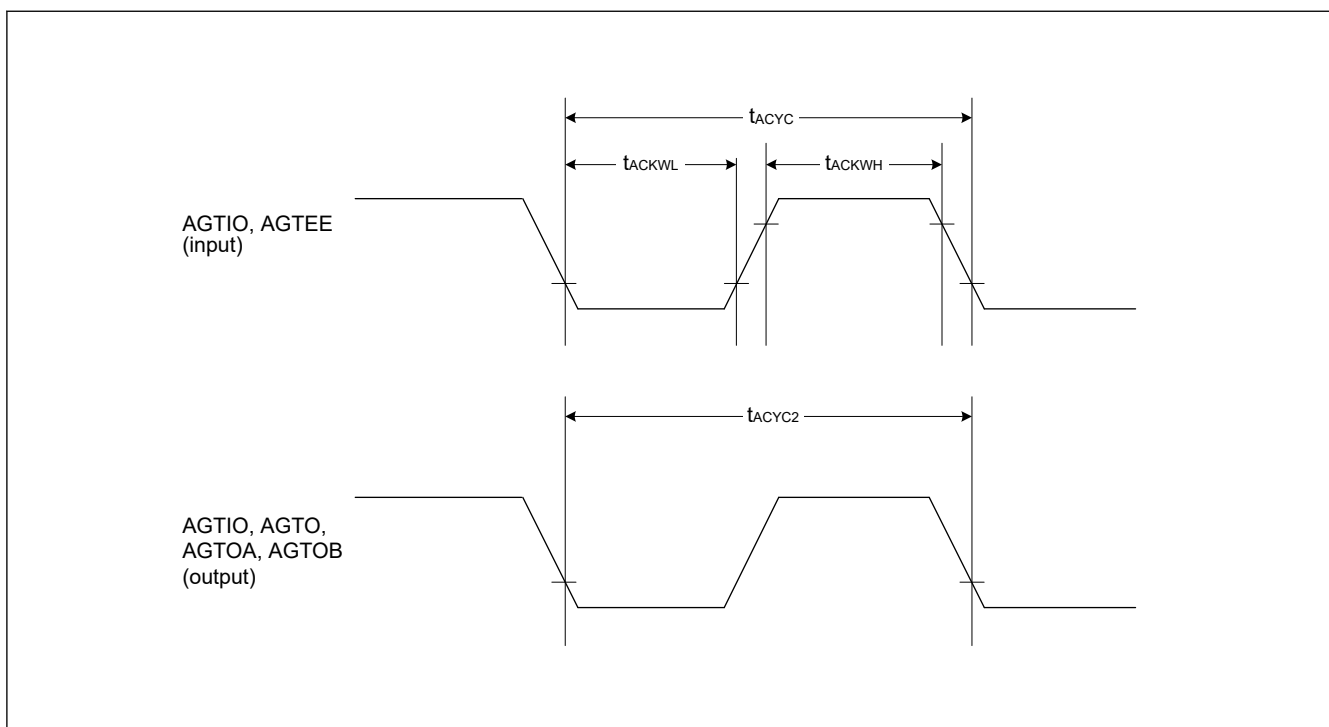 tACYC
tACKWL
tACKWH
AGTIO, AGTEE
(input)
tACYC2
AGTIO, AGTO,
AGTOA, AGTOB
(output)